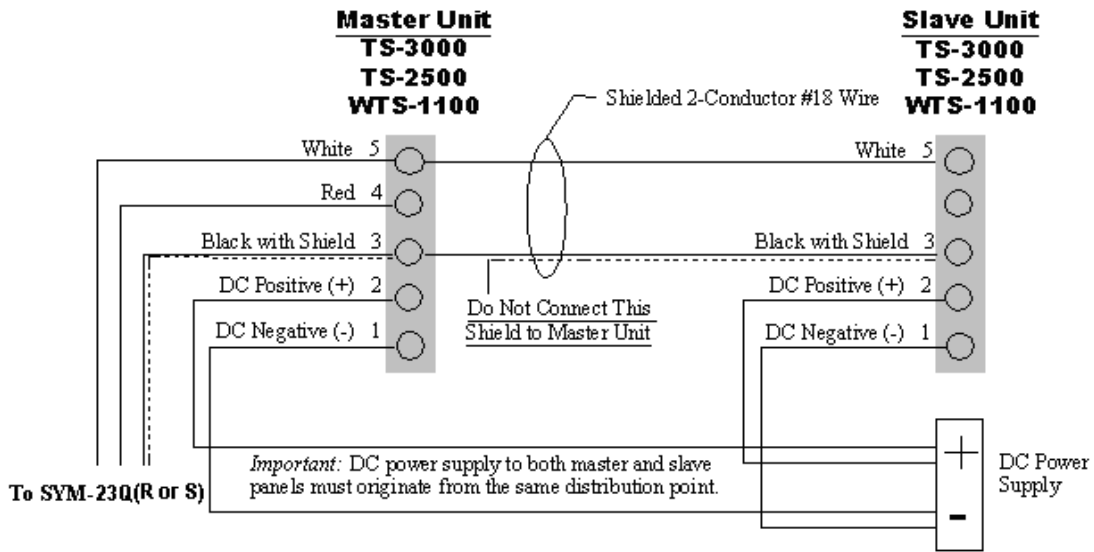 Master Unit
TS-3000
TS-2500
WTS-1100
Slave Unit
TS-3000
TS-2500
WTS-1100
Shielded 2-Conductor #18 Wire
White 5
Red 4
Black with Shield 3
DC Positive (+) 2
DC Negative (-) 1
White 5
Black with Shield 3
DC Positive (+) 2
DC Negative (-) 1
Do Not Connect This
Shield to Master Unit
Important: DC power supply to both master and slave
panels must originate from the same distribution point.
To SYM-23Q(R or S)
+
-
DC Power
Supply